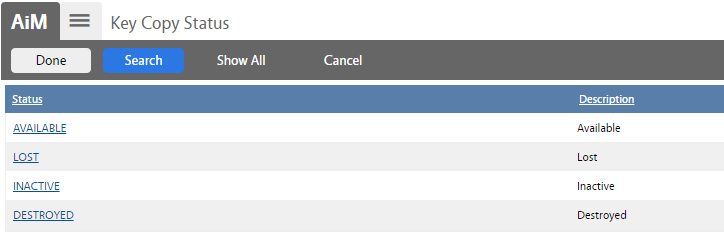 AiM Key Copy Status
Done Search Show All Cancel
Status Description
AVAILABLE Available
LOST Lost
INACTIVE Inactive
DESTROYED Destroyed